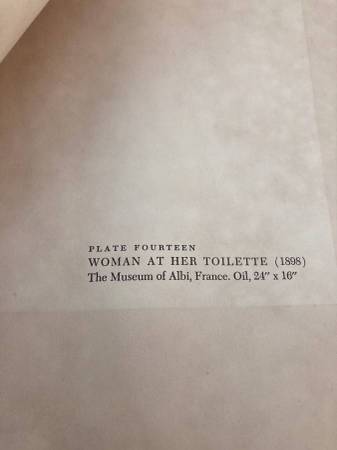 PLATE FOURTEEN
WOMAN AT HER TOILETTE (1898)
The Museum of Albi, France. Oil, 24″ x 16″